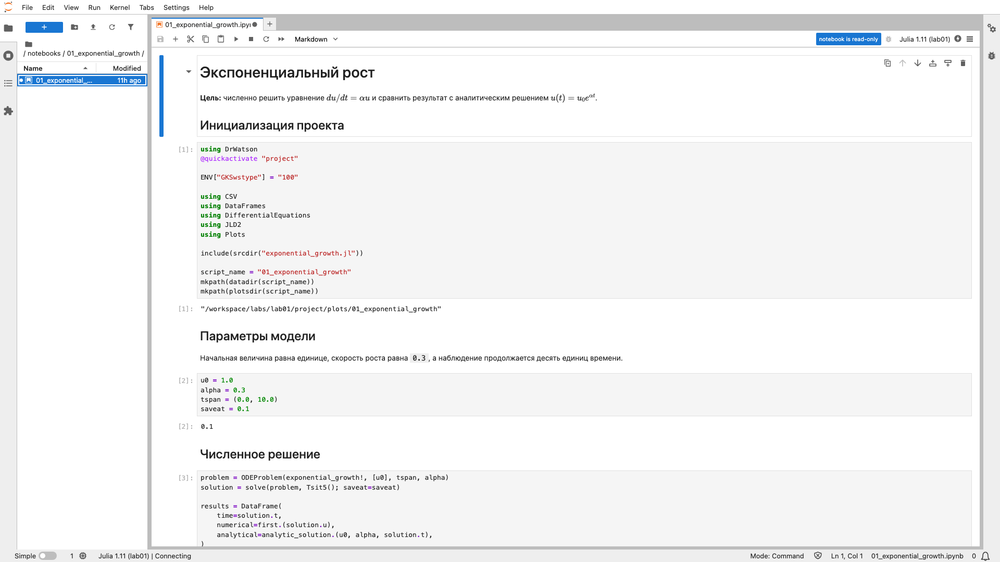 File Edit View Run Kernel Tabs Settings Help
/ notebooks / 01_exponential_growth /
Name Modified
01_exponential_... 11h ago
01_exponential_growth.ipyı
Markdown
notebook is read-only
Julia 1.11 (lab01)
Экспоненциальный рост
Цель: численно решить уравнение du/dt = αu и сравнить результат с аналитическим решением u(t) = u₀e^{αt}.
Инициализация проекта
[1]:
using DrWatson
@quickactivate "project"
ENV["GKSwstype"] = "100"
using CSV
using DataFrames
using DifferentialEquations
using JLD2
using Plots
include(srcdir("exponential_growth.jl"))
script_name = "01_exponential_growth"
mkpath(datadir(script_name))
mkpath(plotsdir(script_name))
[1]: "/workspace/labs/lab01/project/plots/01_exponential_growth"
Параметры модели
Начальная величина равна единице, скорость роста равна 0.3, а наблюдение продолжается десять единиц времени.
[2]:
u0 = 1.0
alpha = 0.3
tspan = (0.0, 10.0)
saveat = 0.1
[2]: 0.1
Численное решение
[3]:
problem = ODEProblem(exponential_growth!, [u0], tspan, alpha)
solution = solve(problem, Tsit5(); saveat=saveat)
results = DataFrame(
    time=solution.t,
    numerical=first.(solution.u),
    analytical=analytic_solution.(u0, alpha, solution.t),
)
Simple 1 Julia 1.11 (lab01) | Connecting Mode: Command Ln 1, Col 1 01_exponential_growth.ipynb 0